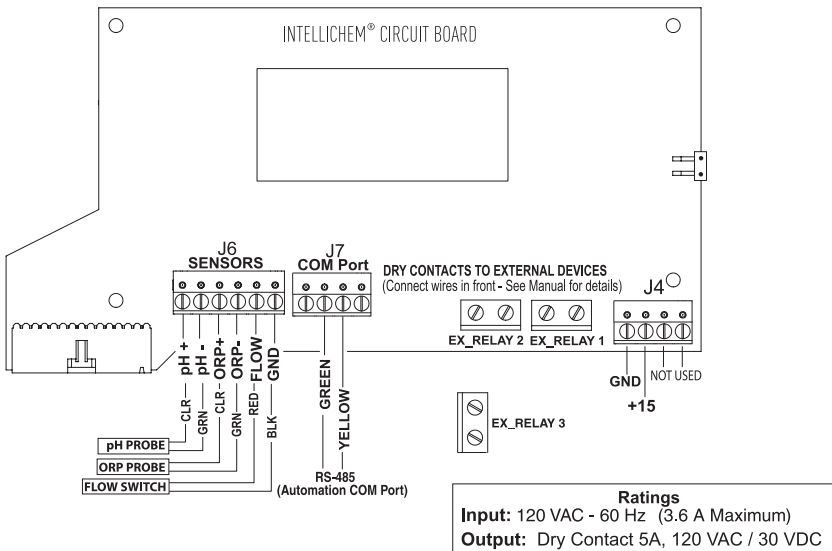 INTELLICHEM® CIRCUIT BOARD
J6
SENSORS
J7
COM Port
DRY CONTACTS TO EXTERNAL DEVICES
(Connect wires in front - See Manual for details)
J4
EX_RELAY 2
EX_RELAY 1
pH +
pH -
ORP+
ORP-
FLOW
GND
CLR
GRN
CLR
GRN
RED
BLK
GREEN
YELLOW
GND
+15
NOT USED
EX_RELAY 3
pH PROBE
ORP PROBE
FLOW SWITCH
RS-485
(Automation COM Port)
Ratings
Input: 120 VAC - 60 Hz (3.6 A Maximum)
Output: Dry Contact 5A, 120 VAC / 30 VDC